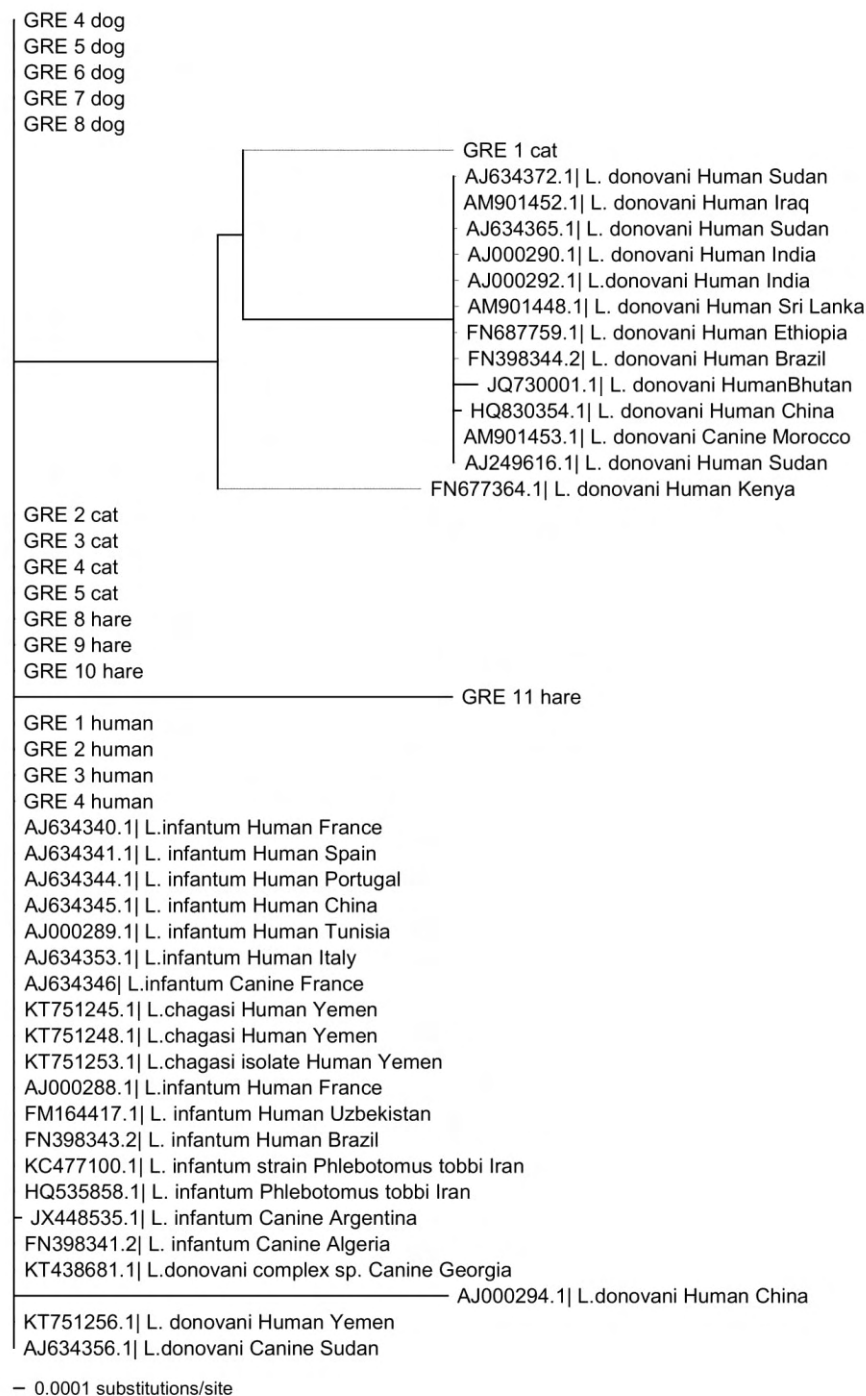 GRE 4 dog
GRE 5 dog
GRE 6 dog
GRE 7 dog
GRE 8 dog
GRE 1 cat
AJ634372.1| L. donovani Human Sudan
AM901452.1| L. donovani Human Iraq
AJ634365.1| L. donovani Human Sudan
AJ000290.1| L. donovani Human India
AJ000292.1| L.donovani Human India
AM901448.1| L. donovani Human Sri Lanka
FN687759.1| L. donovani Human Ethiopia
FN398344.2| L. donovani Human Brazil
JQ730001.1| L. donovani HumanBhutan
HQ830354.1| L. donovani Human China
AM901453.1| L. donovani Canine Morocco
AJ249616.1| L. donovani Human Sudan
FN677364.1| L. donovani Human Kenya
GRE 2 cat
GRE 3 cat
GRE 4 cat
GRE 5 cat
GRE 8 hare
GRE 9 hare
GRE 10 hare
GRE 11 hare
GRE 1 human
GRE 2 human
GRE 3 human
GRE 4 human
AJ634340.1| L.infantum Human France
AJ634341.1| L. infantum Human Spain
AJ634344.1| L. infantum Human Portugal
AJ634345.1| L. infantum Human China
AJ000289.1| L. infantum Human Tunisia
AJ634353.1| L. infantum Human Italy
AJ634346| L.infantum Canine France
KT751245.1| L.chagasi Human Yemen
KT751248.1| L.chagasi Human Yemen
KT751253.1| L.chagasi isolate Human Yemen
AJ000288.1| L.infantum Human France
FM164417.1| L. infantum Human Uzbekistan
FN398343.2| L. infantum Human Brazil
KC477100.1| L. infantum strain Phlebotomus tobbi Iran
HQ535858.1| L. infantum Phlebotomus tobbi Iran
JX448535.1| L. infantum Canine Argentina
FN398341.2| L. infantum Canine Algeria
KT438681.1| L.donovani complex sp. Canine Georgia
AJ000294.1| L.donovani Human China
KT751256.1| L. donovani Human Yemen
AJ634356.1| L.donovani Canine Sudan
0.0001 substitutions/site